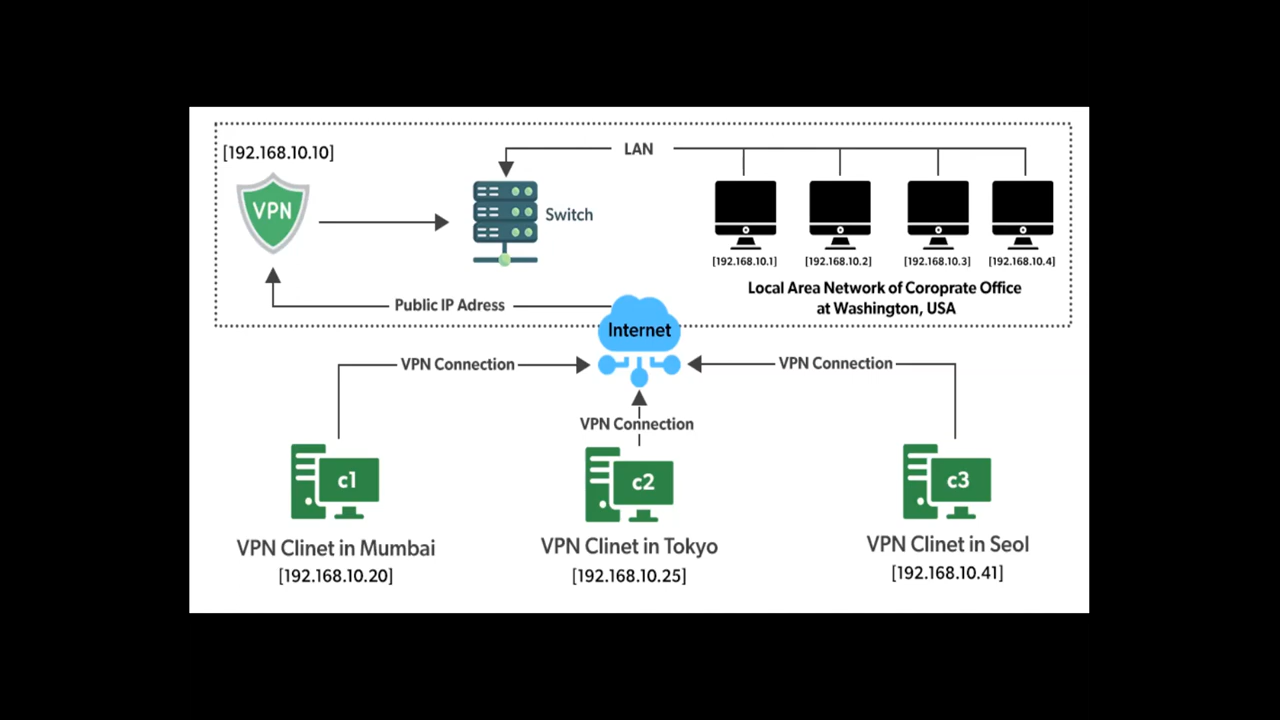 [192.168.10.10]
VPN
LAN
Switch
[192.168.10.1]
[192.168.10.2]
[192.168.10.3]
[192.168.10.4]
Local Area Network of Coroprate Office
at Washington, USA
Public IP Adress
Internet
VPN Connection
VPN Connection
VPN Connection
c1
c2
c3
VPN Clinet in Mumbai
[192.168.10.20]
VPN Clinet in Tokyo
[192.168.10.25]
VPN Clinet in Seol
[192.168.10.41]